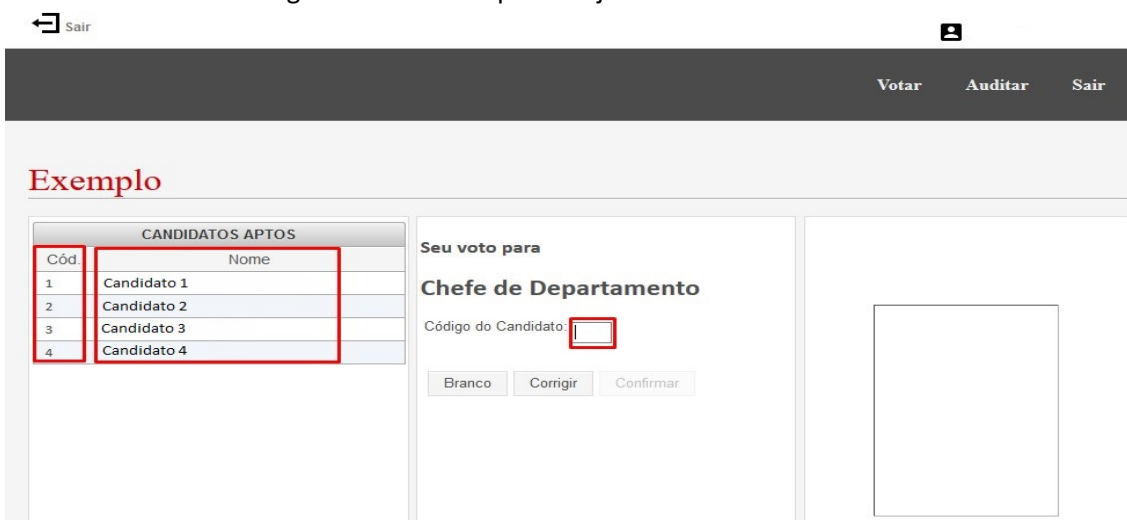 Sair
Votar Auditar Sair
Exemplo
CANDIDATOS APTOS
Cód. Nome
1 Candidato 1
2 Candidato 2
3 Candidato 3
4 Candidato 4
Seu voto para
Chefe de Departamento
Código do Candidato:
Branco Corrigir Confirmar